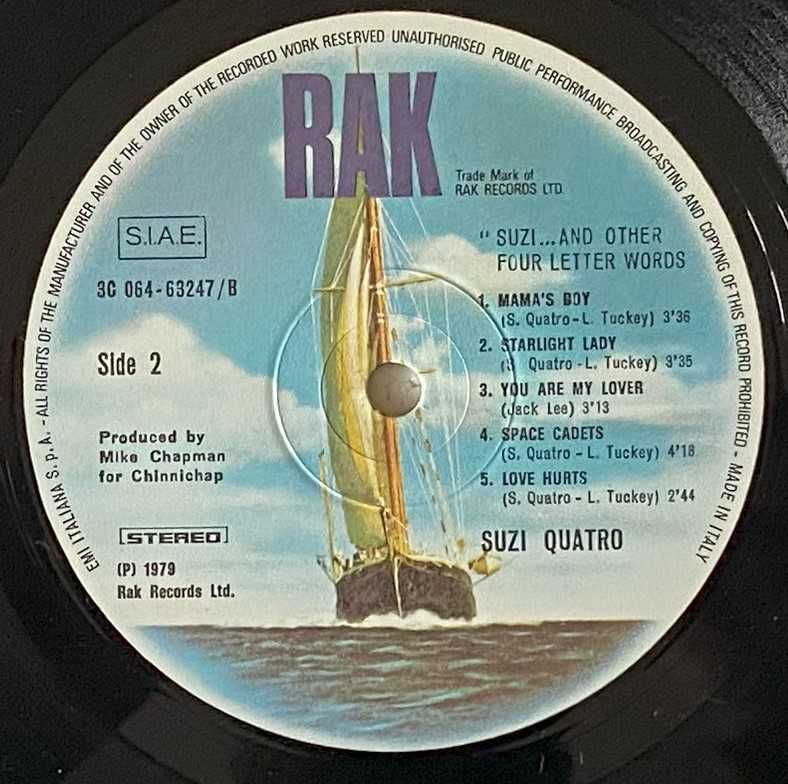 EMI ITALIANA S.p.A. - ALL RIGHTS OF THE MANUFACTURER AND OF THE OWNER OF THE RECORDED WORK RESERVED UNAUTHORISED PUBLIC PERFORMANCE BROADCASTING AND COPYING OF THIS RECORD PROHIBITED - MADE IN ITALY
RAK
Trade Mark of
RAK RECORDS LTD.
S.I.A.E.
3C 064-63247/B
Side 2
Produced by
Mike Chapman
for Chinnichap
STEREO
(P) 1979
Rak Records Ltd.
"SUZI...AND OTHER
FOUR LETTER WORDS
1. MAMA'S BOY
(S. Quatro - L. Tuckey) 3'36
2. STARLIGHT LADY
(S Quatro - L. Tuckey) 3'35
3. YOU ARE MY LOVER
(Jack Lee) 3'13
4. SPACE CADETS
(S. Quatro - L. Tuckey) 4'18
5. LOVE HURTS
(S. Quatro - L. Tuckey) 2'44
SUZI QUATRO